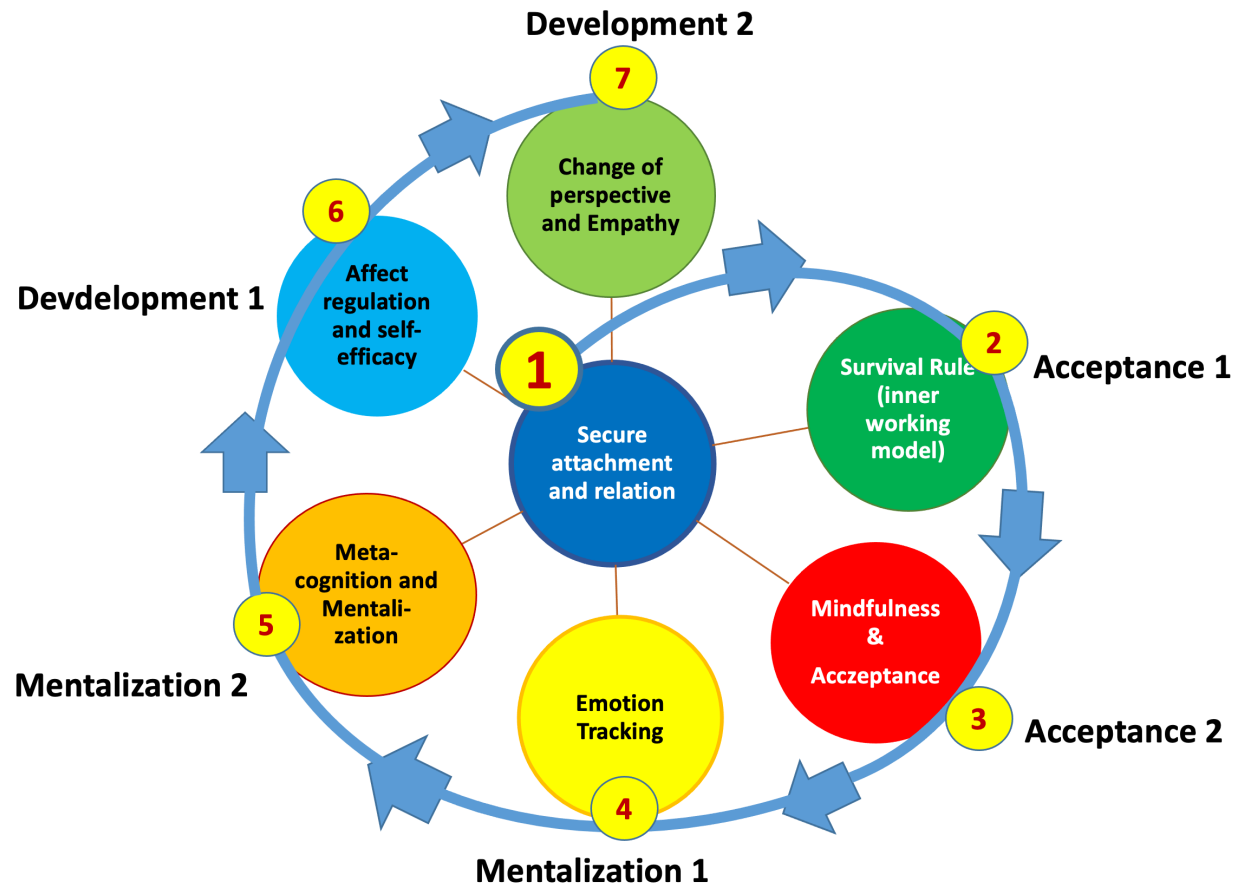 Development 2
7
Change of
perspective
and Empathy
6
Devdelopment 1
Affect
regulation
and self-
efficacy
1
Secure
attachment
and relation
2
Acceptance 1
Survival Rule
(inner
working
model)
Mindfulness
&
Acczeptance
3
Acceptance 2
Emotion
Tracking
4
Mentalization 1
Meta-
cognition and
Mentali-
zation
5
Mentalization 2